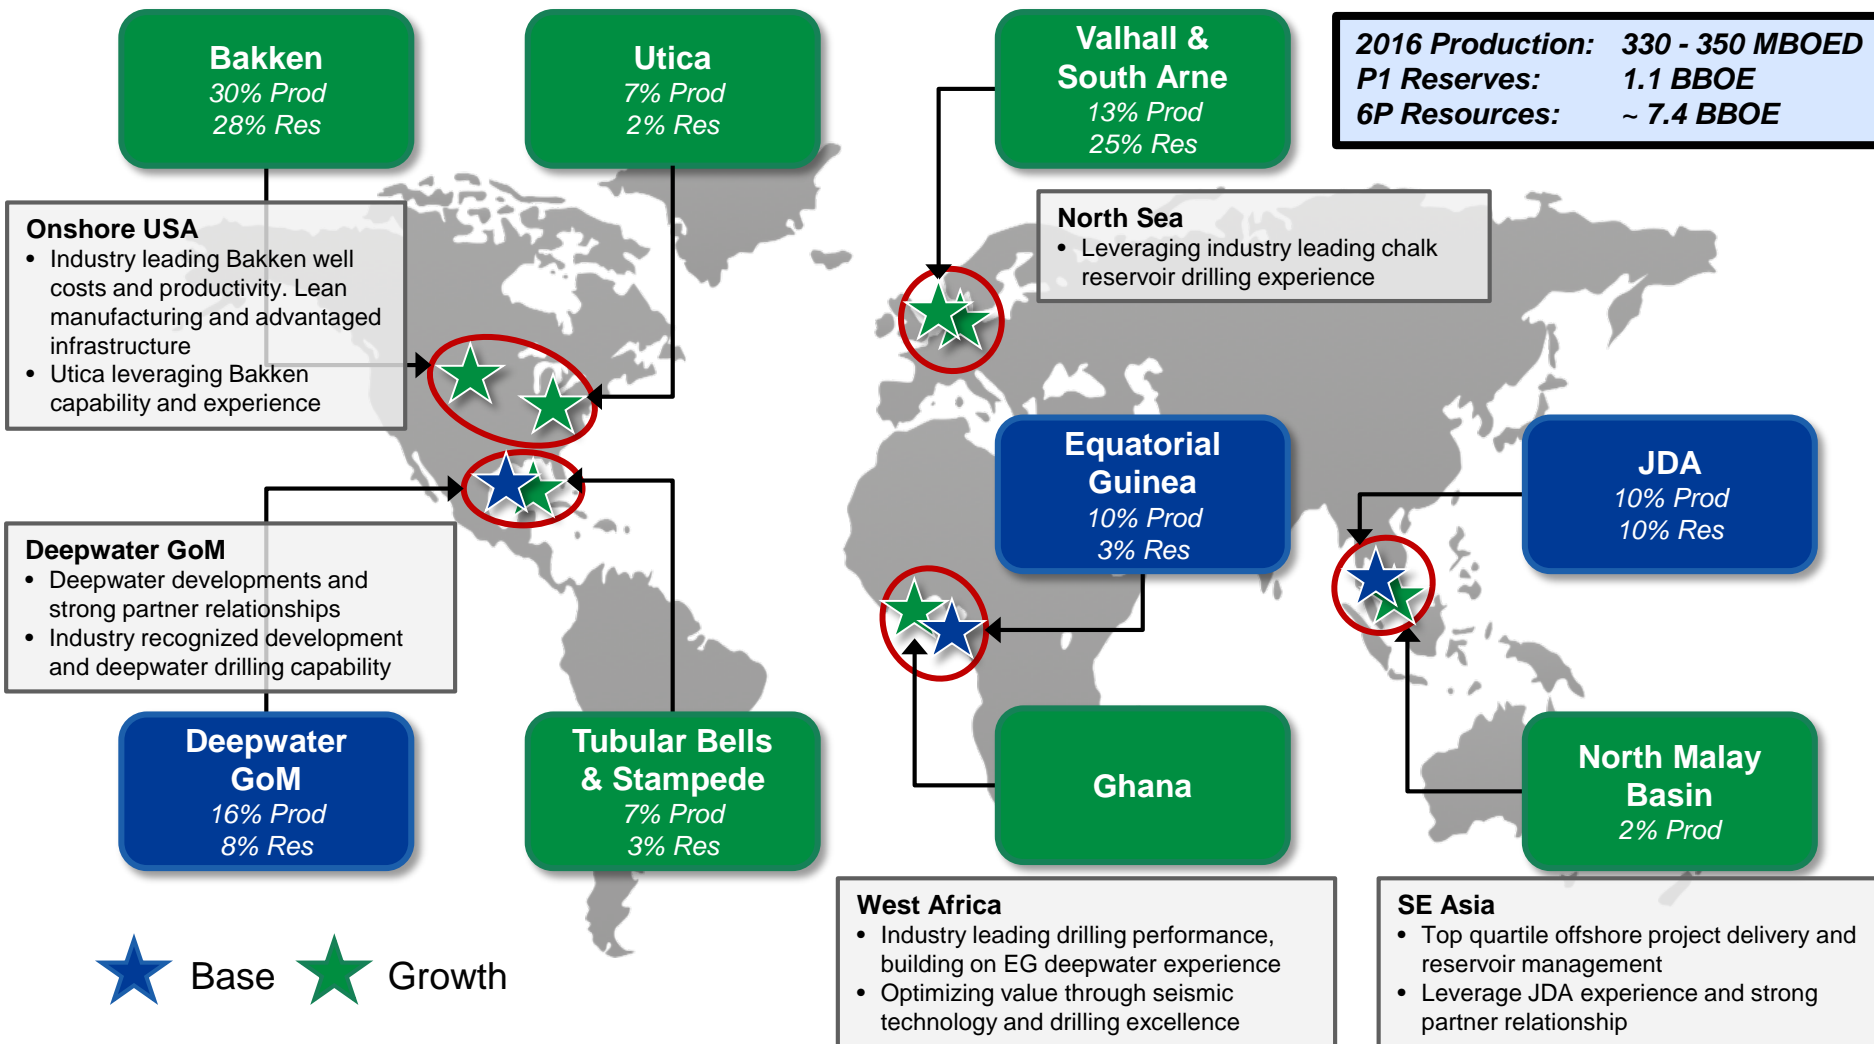 Bakken
30% Prod
28% Res
Utica
7% Prod
2% Res
Valhall &
South Arne
13% Prod
25% Res
2016 Production: 330 - 350 MBOED
P1 Reserves: 1.1 BBOE
6P Resources: ~ 7.4 BBOE
Onshore USA
• Industry leading Bakken well
costs and productivity. Lean
manufacturing and advantaged
infrastructure
• Utica leveraging Bakken
capability and experience
North Sea
• Leveraging industry leading chalk
reservoir drilling experience
Equatorial
Guinea
10% Prod
3% Res
JDA
10% Prod
10% Res
Deepwater GoM
• Deepwater developments and
strong partner relationships
• Industry recognized development
and deepwater drilling capability
Deepwater
GoM
16% Prod
8% Res
Tubular Bells
& Stampede
7% Prod
3% Res
Ghana
North Malay
Basin
2% Prod
West Africa
• Industry leading drilling performance,
building on EG deepwater experience
• Optimizing value through seismic
technology and drilling excellence
SE Asia
• Top quartile offshore project delivery and
reservoir management
• Leverage JDA experience and strong
partner relationship
Base
Growth